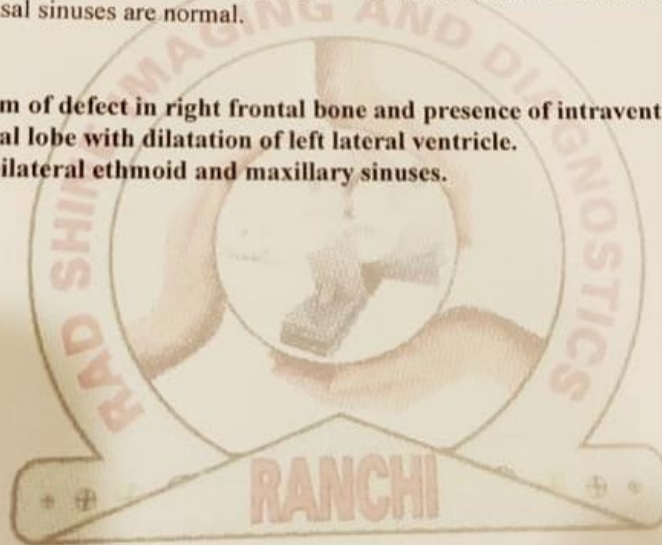 sal sinuses are normal.
m of defect in right frontal bone and presence of intravent
al lobe with dilatation of left lateral ventricle.
ilateral ethmoid and maxillary sinuses.
RAD SHI IMAGING AND DIAGNOSTICS
RANCHI